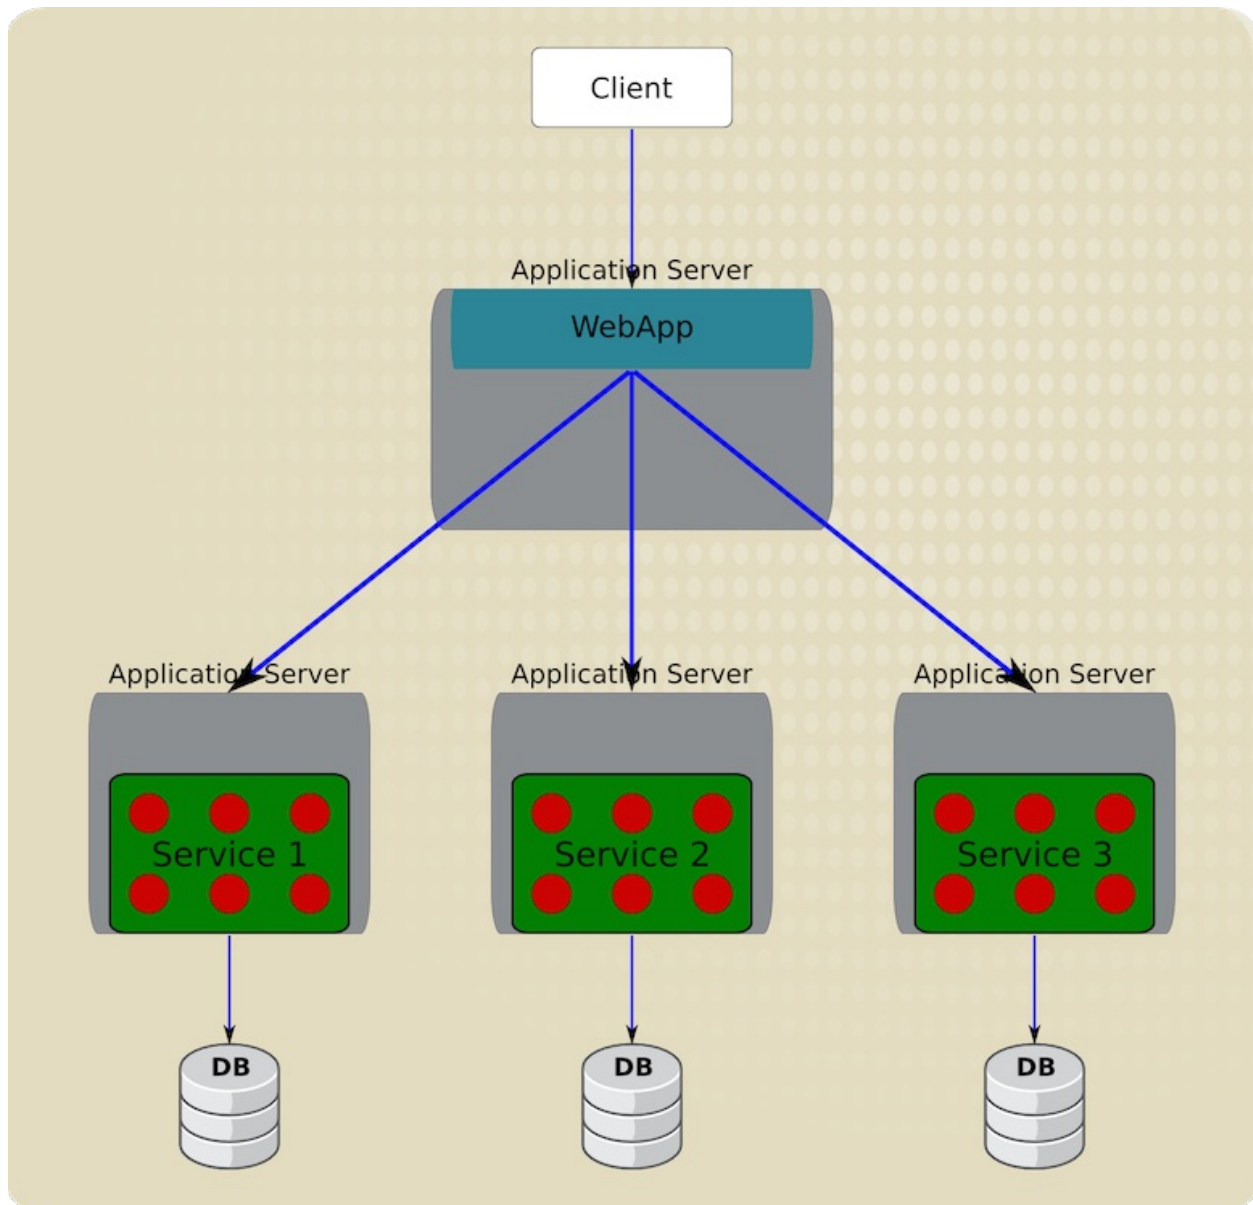 Client
Application Server
WebApp
Application Server
Application Server
Application Server
Service 1
Service 2
Service 3
DB
DB
DB